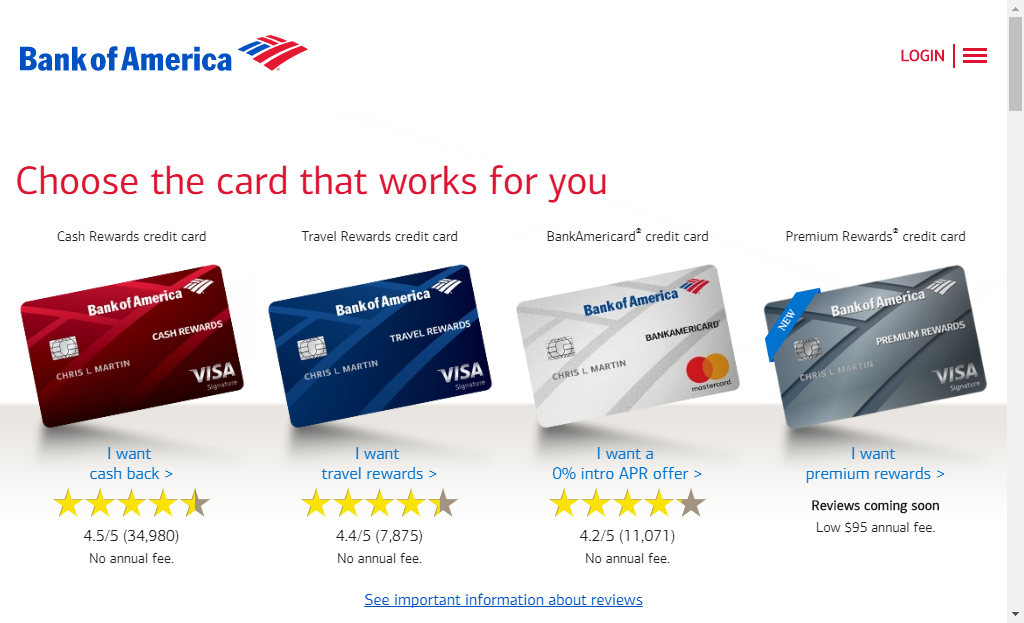 Bank of America
LOGIN
Choose the card that works for you
Cash Rewards credit card
Travel Rewards credit card
BankAmericard® credit card
Premium Rewards® credit card
Bank of America
CASH REWARDS
CHRIS L MARTIN
VISA
Signature
Bank of America
TRAVEL REWARDS
CHRIS L MARTIN
VISA
Signature
Bank of America
BANKAMERICARD®
CHRIS L MARTIN
mastercard.
NEW
Bank of America
PREMIUM REWARDS
CHRIS L MARTIN
VISA
Signature
I want
cash back >
4.5/5 (34,980)
No annual fee.
I want
travel rewards >
4.4/5 (7,875)
No annual fee.
I want a
0% intro APR offer >
4.2/5 (11,071)
No annual fee.
I want
premium rewards >
Reviews coming soon
Low $95 annual fee.
See important information about reviews